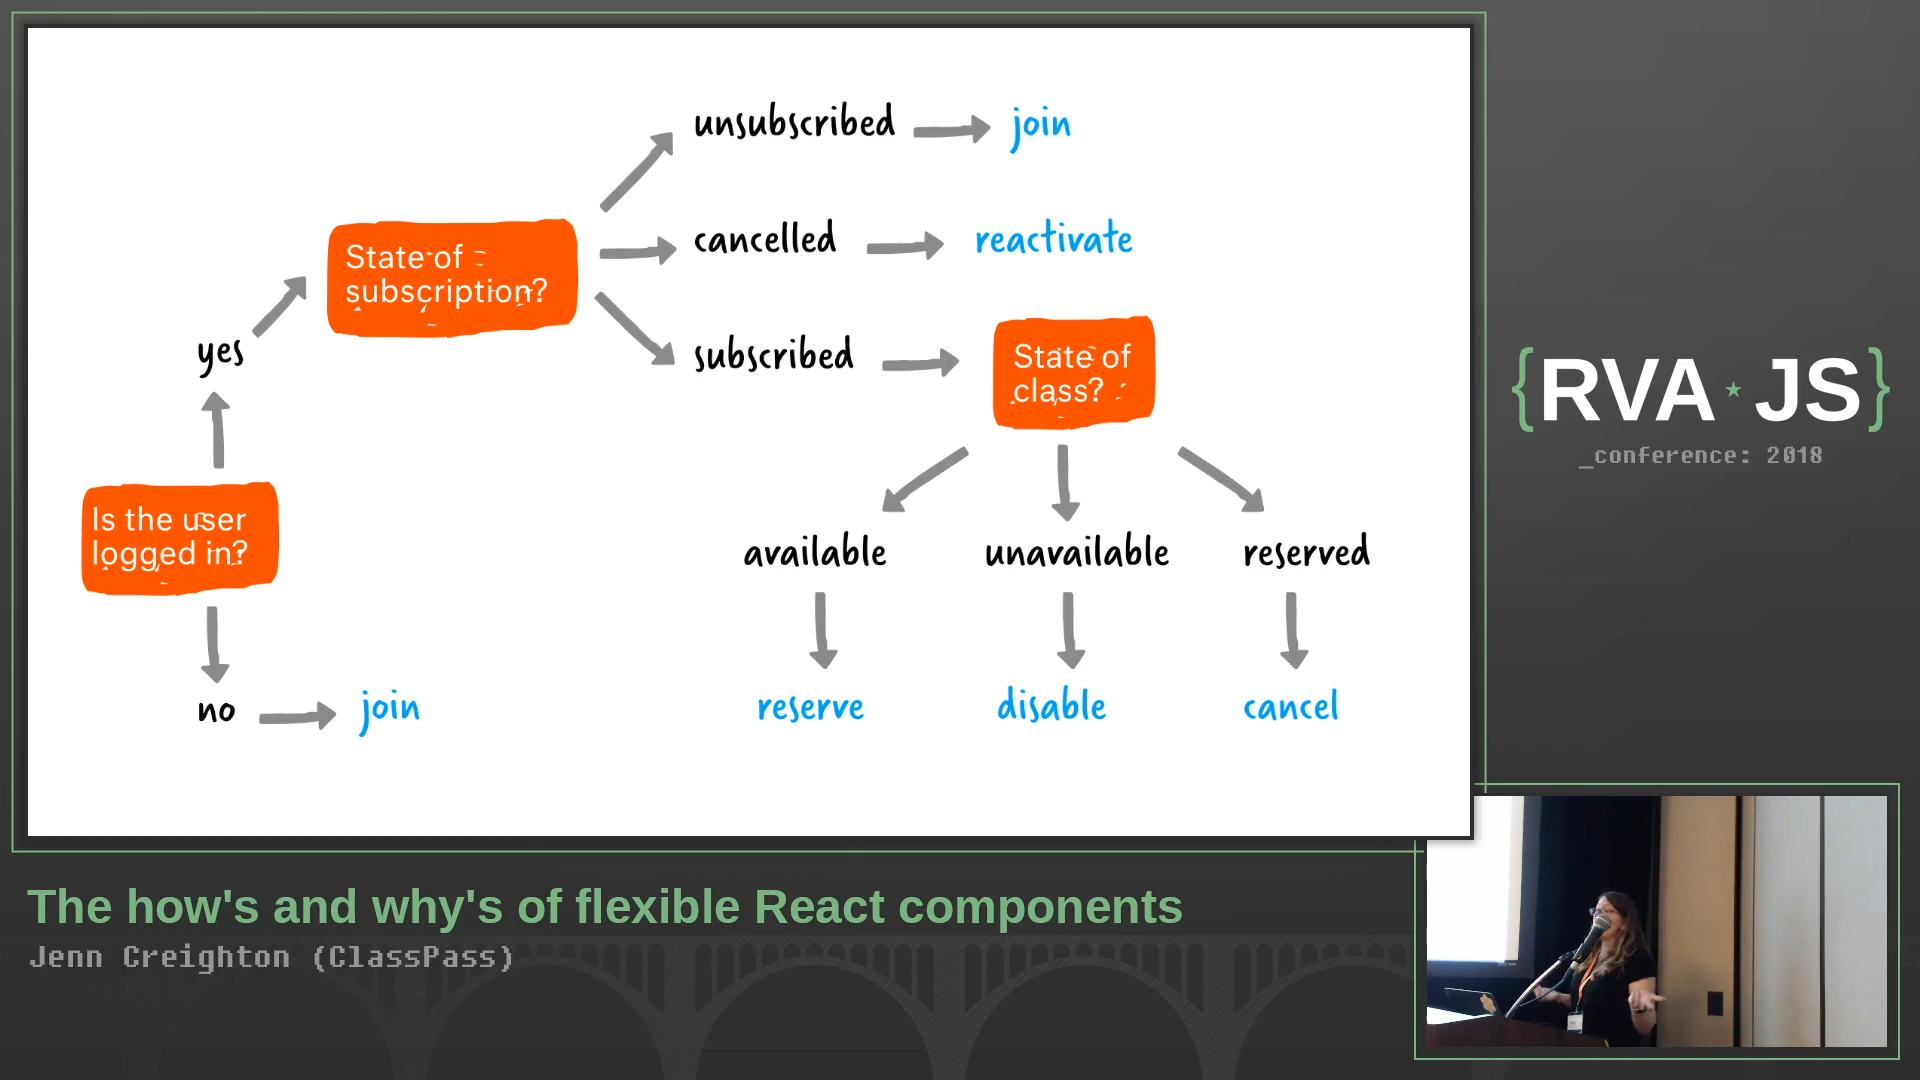 unsubscribed
join
State of
subscription?
cancelled
reactivate
yes
subscribed
State of
class?
Is the user
logged in?
available
unavailable
reserved
no
join
reserve
disable
cancel
{RVA★JS}
_conference: 2018
The how's and why's of flexible React components
Jenn Creighton (ClassPass)